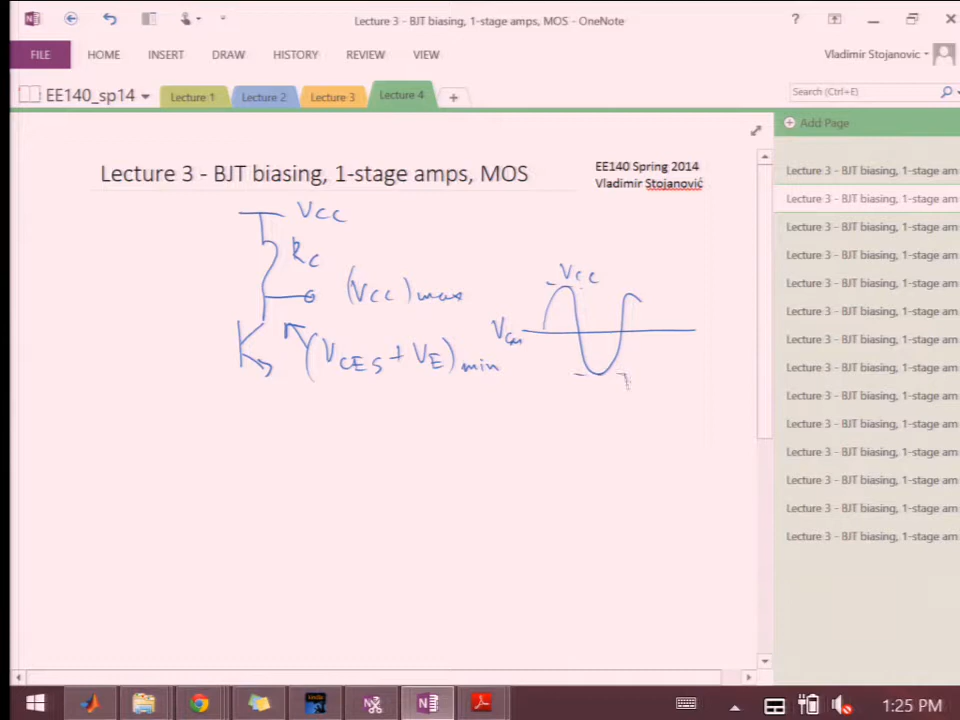 Lecture 3 - BJT biasing, 1-stage amps, MOS - OneNote
?
FILE HOME INSERT DRAW HISTORY REVIEW VIEW
Vladimir Stojanovic
EE140_sp14
Lecture 1
Lecture 2
Lecture 3
Lecture 4
+
Search (Ctrl+E)
Add Page
Lecture 3 - BJT biasing, 1-stage amps, MOS
EE140 Spring 2014
Vladimir Stojanović
VCC
RC
(VCC)max
(VCES + VE)min
VCC
Lecture 3 - BJT biasing, 1-stage am
Lecture 3 - BJT biasing, 1-stage am
Lecture 3 - BJT biasing, 1-stage am
Lecture 3 - BJT biasing, 1-stage am
Lecture 3 - BJT biasing, 1-stage am
Lecture 3 - BJT biasing, 1-stage am
Lecture 3 - BJT biasing, 1-stage am
Lecture 3 - BJT biasing, 1-stage am
Lecture 3 - BJT biasing, 1-stage am
Lecture 3 - BJT biasing, 1-stage am
Lecture 3 - BJT biasing, 1-stage am
Lecture 3 - BJT biasing, 1-stage am
Lecture 3 - BJT biasing, 1-stage am
Lecture 3 - BJT biasing, 1-stage am
1:25 PM